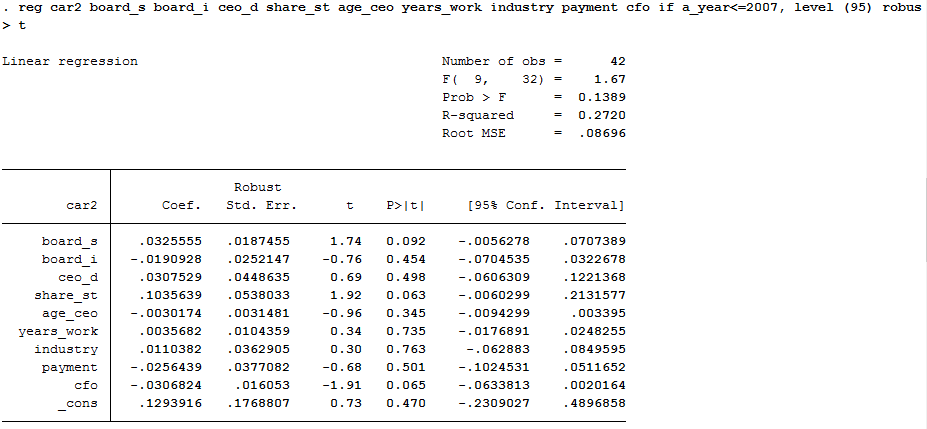 . reg car2 board_s board_i ceo_d share_st age_ceo years_work industry payment cfo if a_year<=2007, level (95) robus
> t
Linear regression Number of obs = 42
F( 9, 32) = 1.67
Prob > F = 0.1389
R-squared = 0.2720
Root MSE = .08696
Robust
car2 Coef. Std. Err. t P>|t| [95% Conf. Interval]
board_s .0325555 .0187455 1.74 0.092 -.0056278 .0707389
board_i -.0190928 .0252147 -0.76 0.454 -.0704535 .0322678
ceo_d .0307529 .0448635 0.69 0.498 -.0606309 .1221368
share_st .1035639 .0538033 1.92 0.063 -.0060299 .2131577
age_ceo -.0030174 .0031481 -0.96 0.345 -.0094299 .003395
years_work .0035682 .0104359 0.34 0.735 -.0176891 .0248255
industry .0110382 .0362905 0.30 0.763 -.062883 .0849595
payment -.0256439 .0377082 -0.68 0.501 -.1024531 .0511652
cfo -.0306824 .016053 -1.91 0.065 -.0633813 .0020164
_cons .1293916 .1768807 0.73 0.470 -.2309027 .4896858